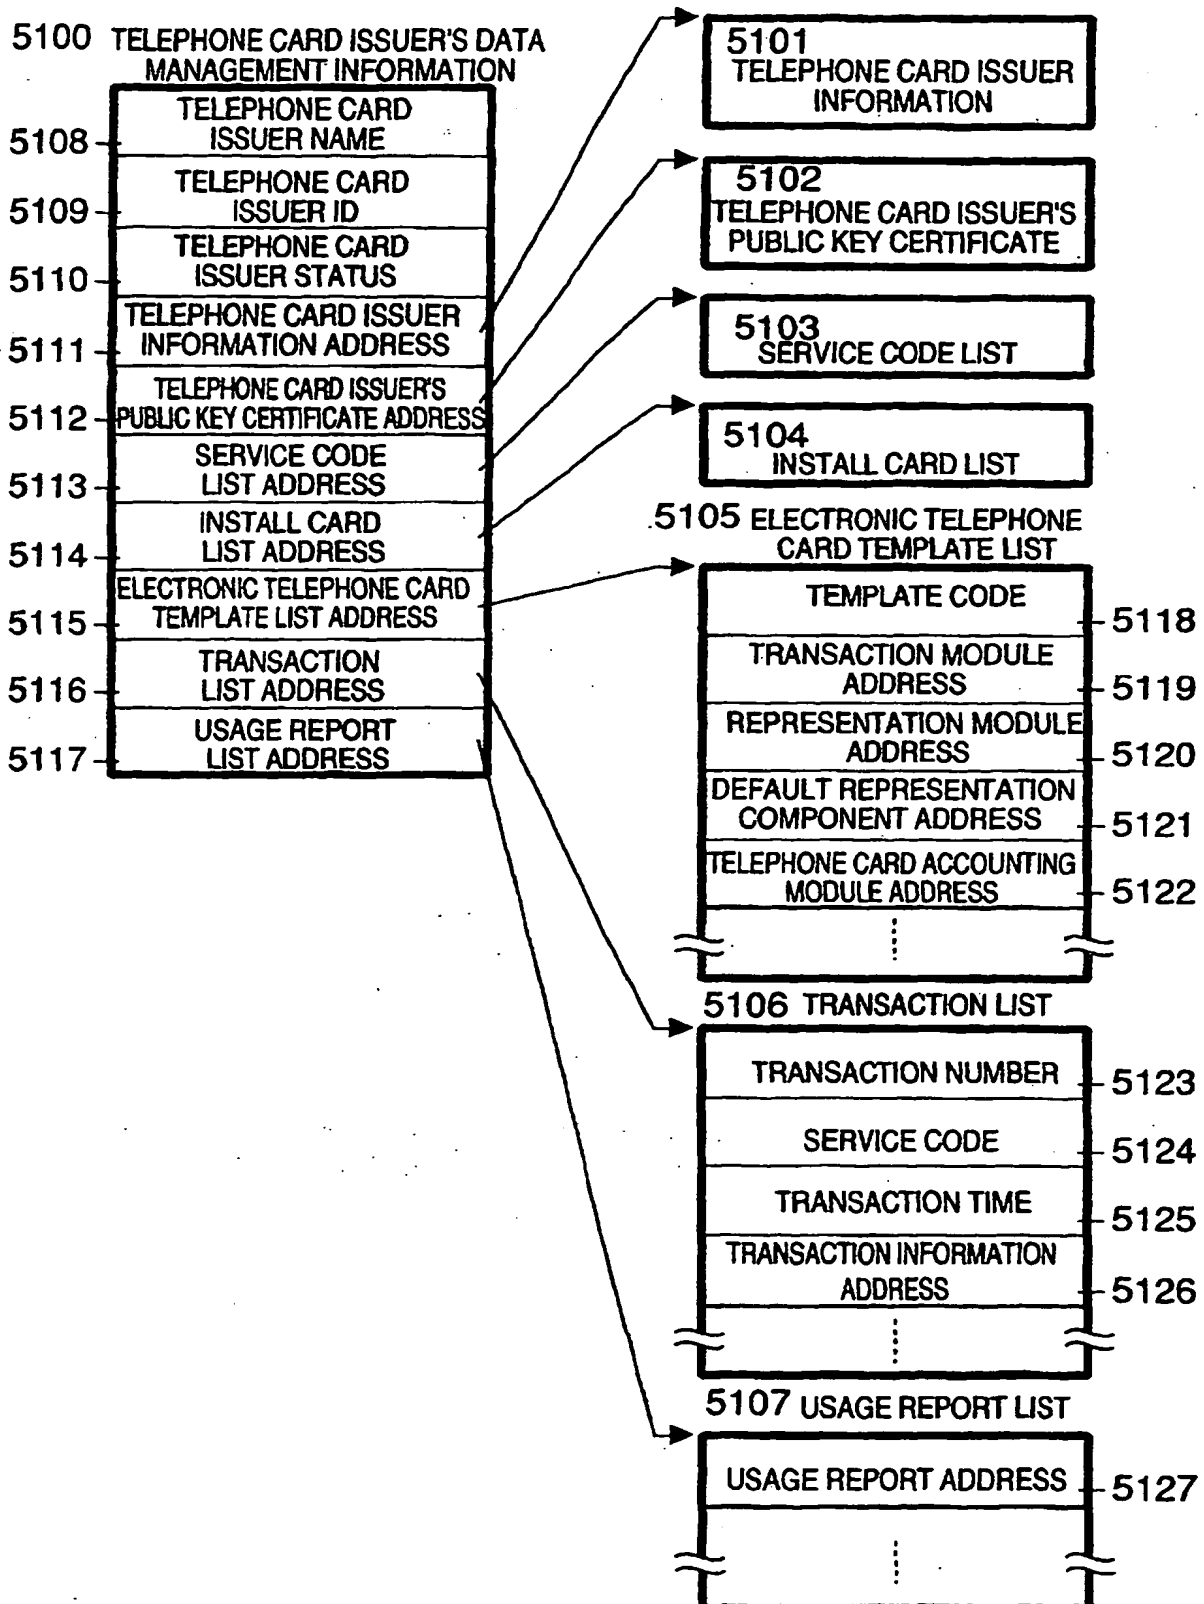 5100 TELEPHONE CARD ISSUER'S DATA
MANAGEMENT INFORMATION
TELEPHONE CARD
ISSUER NAME
5108
TELEPHONE CARD
ISSUER ID
5109
TELEPHONE CARD
ISSUER STATUS
5110
TELEPHONE CARD ISSUER
INFORMATION ADDRESS
5111
TELEPHONE CARD ISSUER'S
PUBLIC KEY CERTIFICATE ADDRESS
5112
SERVICE CODE
LIST ADDRESS
5113
INSTALL CARD
LIST ADDRESS
5114
ELECTRONIC TELEPHONE CARD
TEMPLATE LIST ADDRESS
5115
TRANSACTION
LIST ADDRESS
5116
USAGE REPORT
LIST ADDRESS
5117
5101
TELEPHONE CARD ISSUER
INFORMATION
5102
TELEPHONE CARD ISSUER'S
PUBLIC KEY CERTIFICATE
5103
SERVICE CODE LIST
5104
INSTALL CARD LIST
5105 ELECTRONIC TELEPHONE
CARD TEMPLATE LIST
TEMPLATE CODE
5118
TRANSACTION MODULE
ADDRESS
5119
REPRESENTATION MODULE
ADDRESS
5120
DEFAULT REPRESENTATION
COMPONENT ADDRESS
5121
TELEPHONE CARD ACCOUNTING
MODULE ADDRESS
5122
5106 TRANSACTION LIST
TRANSACTION NUMBER
5123
SERVICE CODE
5124
TRANSACTION TIME
5125
TRANSACTION INFORMATION
ADDRESS
5126
5107 USAGE REPORT LIST
USAGE REPORT ADDRESS
5127